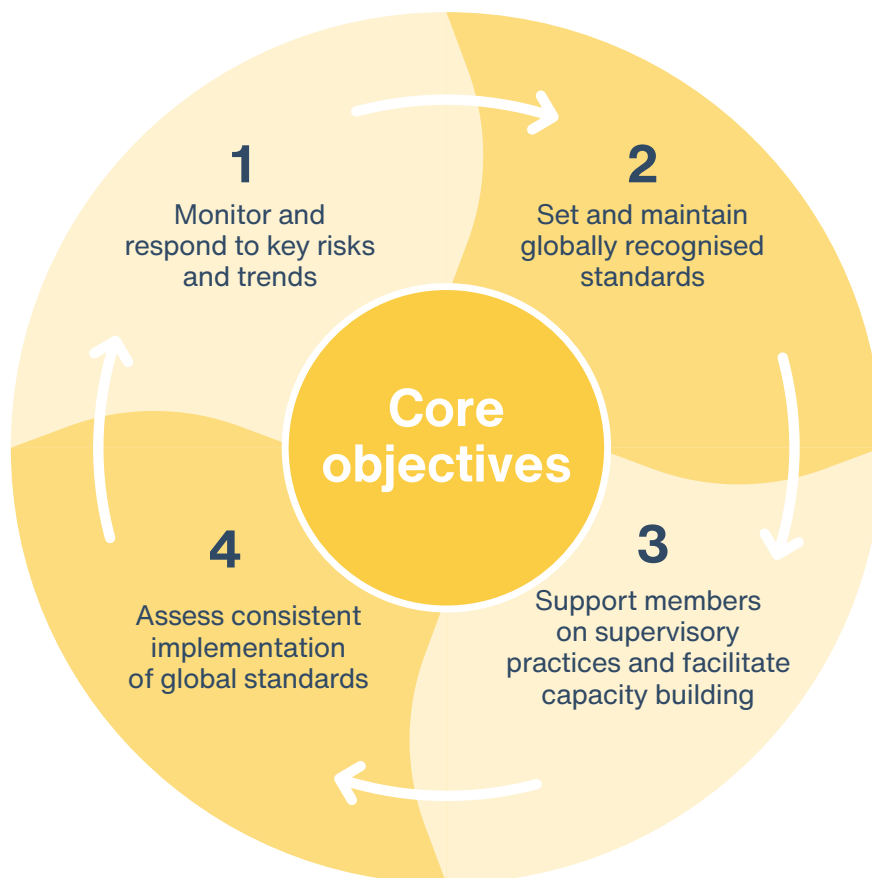 1
Monitor and
respond to key risks
and trends
2
Set and maintain
globally recognised
standards
Core
objectives
3
Support members
on supervisory
practices and facilitate
capacity building
4
Assess consistent
implementation
of global standards